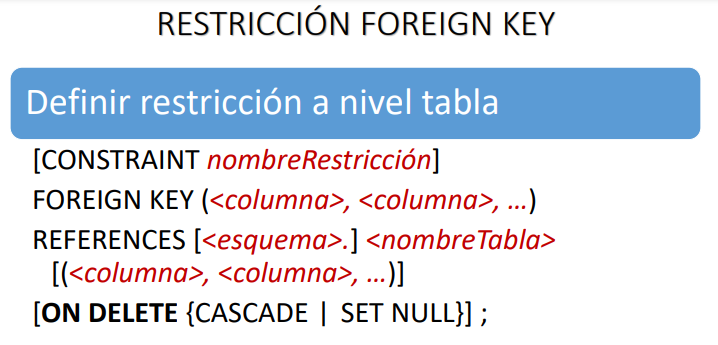 RESTRICCIÓN FOREIGN KEY
Definir restricción a nivel tabla
[CONSTRAINT nombreRestricción]
FOREIGN KEY (<columna>, <columna>, …)
REFERENCES [<esquema>.] <nombreTabla>
[(<columna>, <columna>, …)]
[ON DELETE {CASCADE | SET NULL}] ;